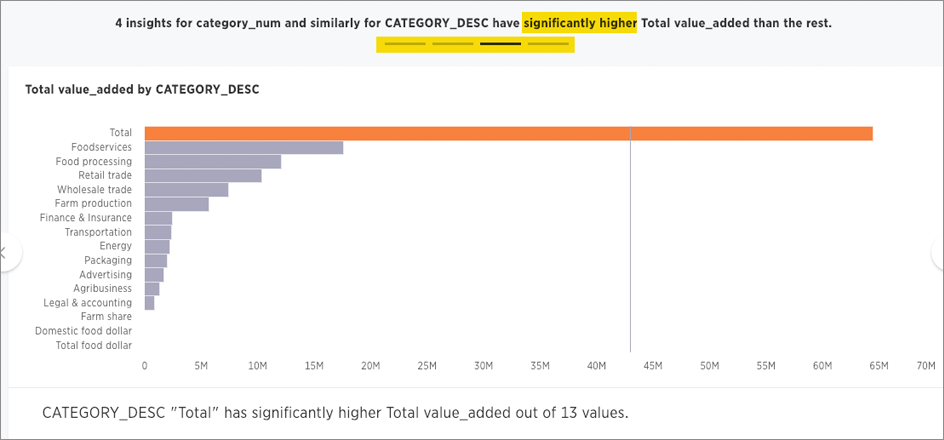 4 insights for category_num and similarly for CATEGORY_DESC have significantly higher Total value_added than the rest.
Total value_added by CATEGORY_DESC
Total
Foodservices
Food processing
Retail trade
Wholesale trade
Farm production
Finance & Insurance
Transportation
Energy
Packaging
Advertising
Agribusiness
Legal & accounting
Farm share
Domestic food dollar
Total food dollar
0 5M 10M 15M 20M 25M 30M 35M 40M 45M 50M 55M 60M 65M 70M
CATEGORY_DESC "Total" has significantly higher Total value_added out of 13 values.